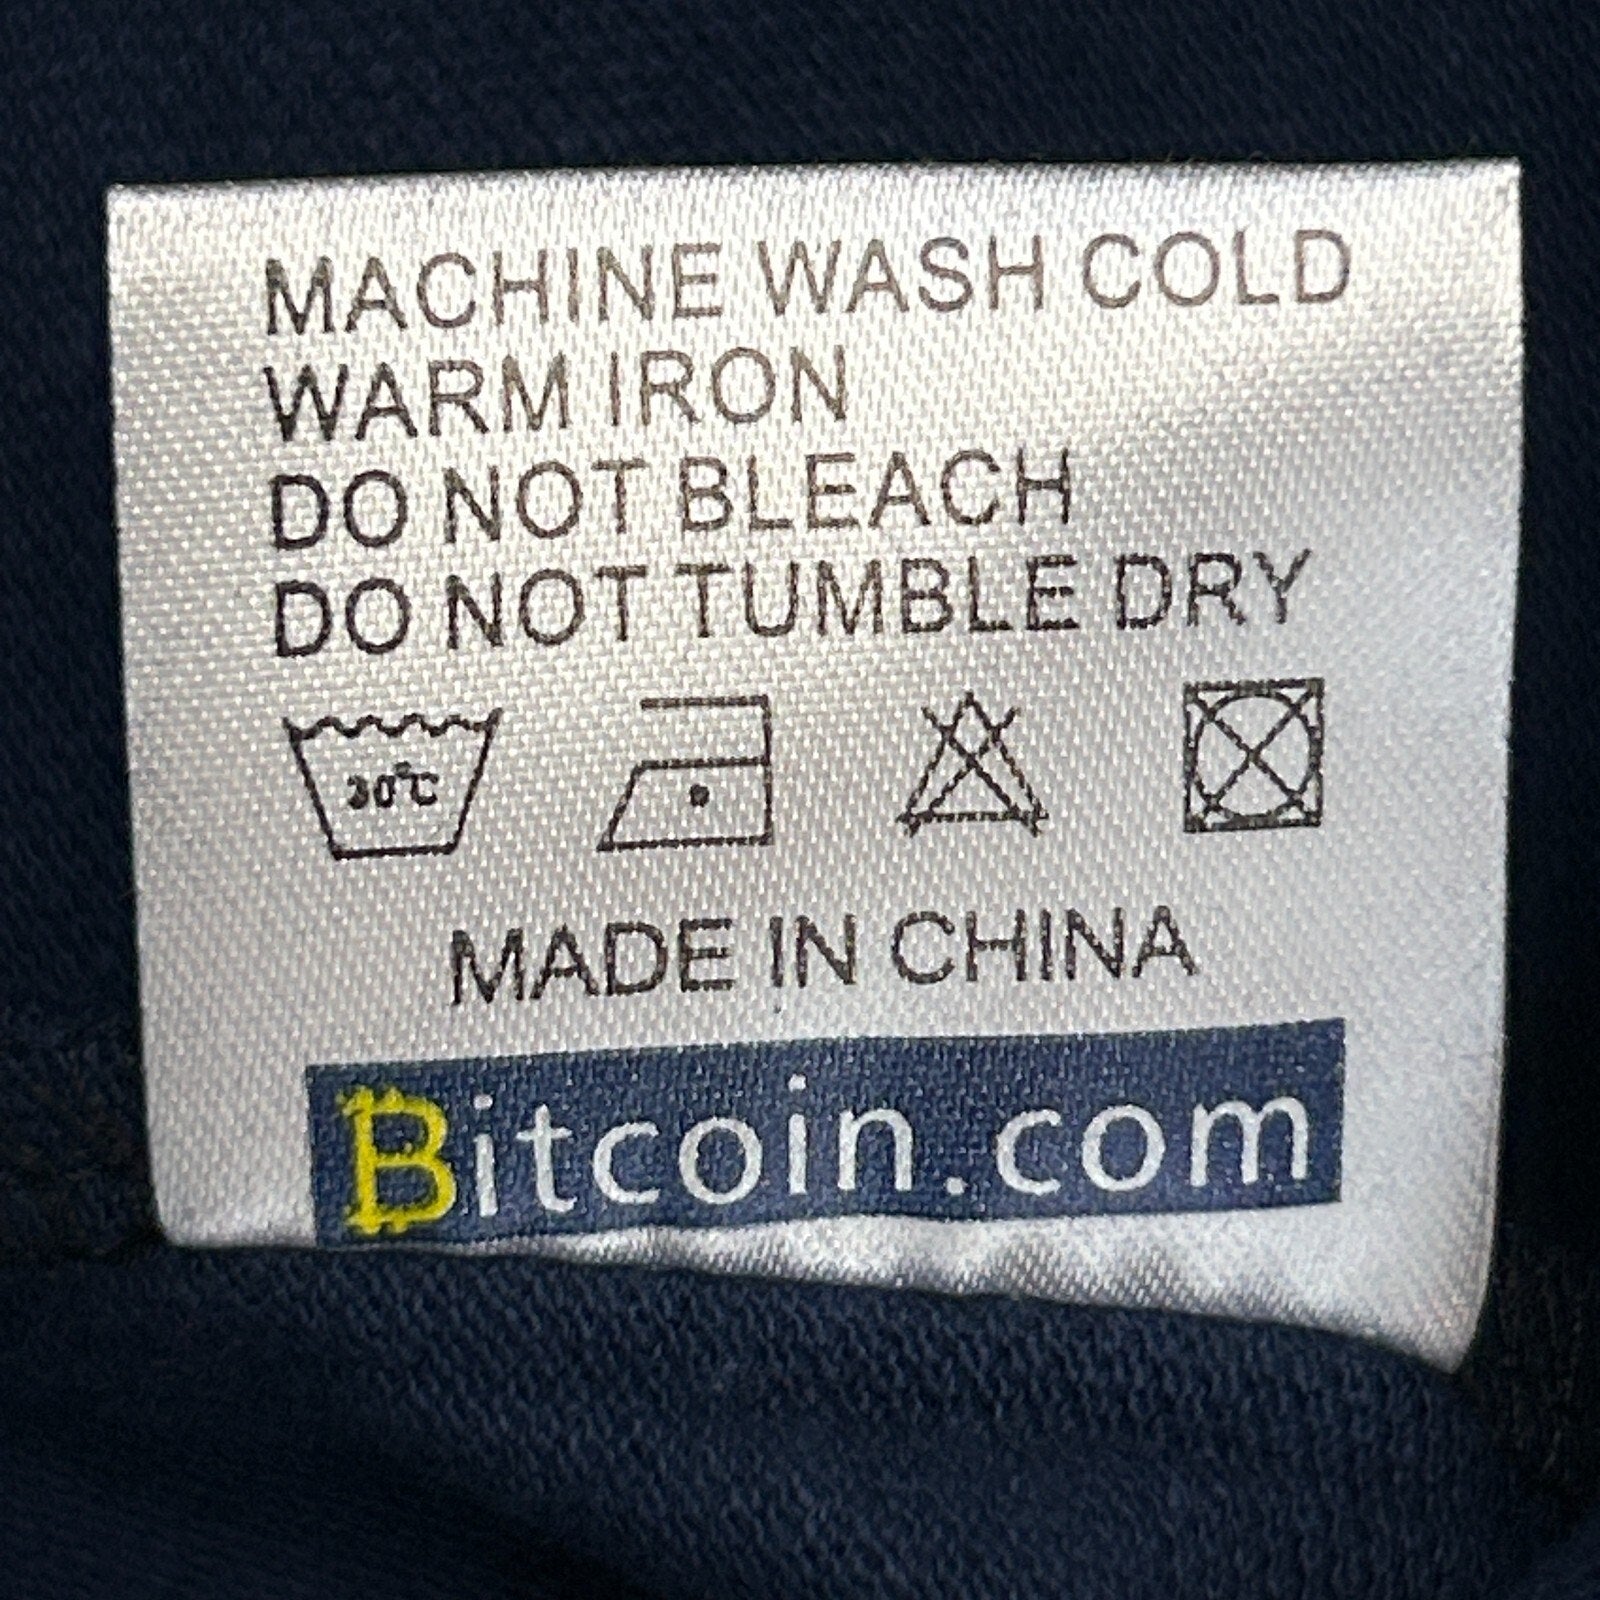 MACHINE WASH COLD
WARM IRON
DO NOT BLEACH
DO NOT TUMBLE DRY
30°C
MADE IN CHINA
Bitcoin.com